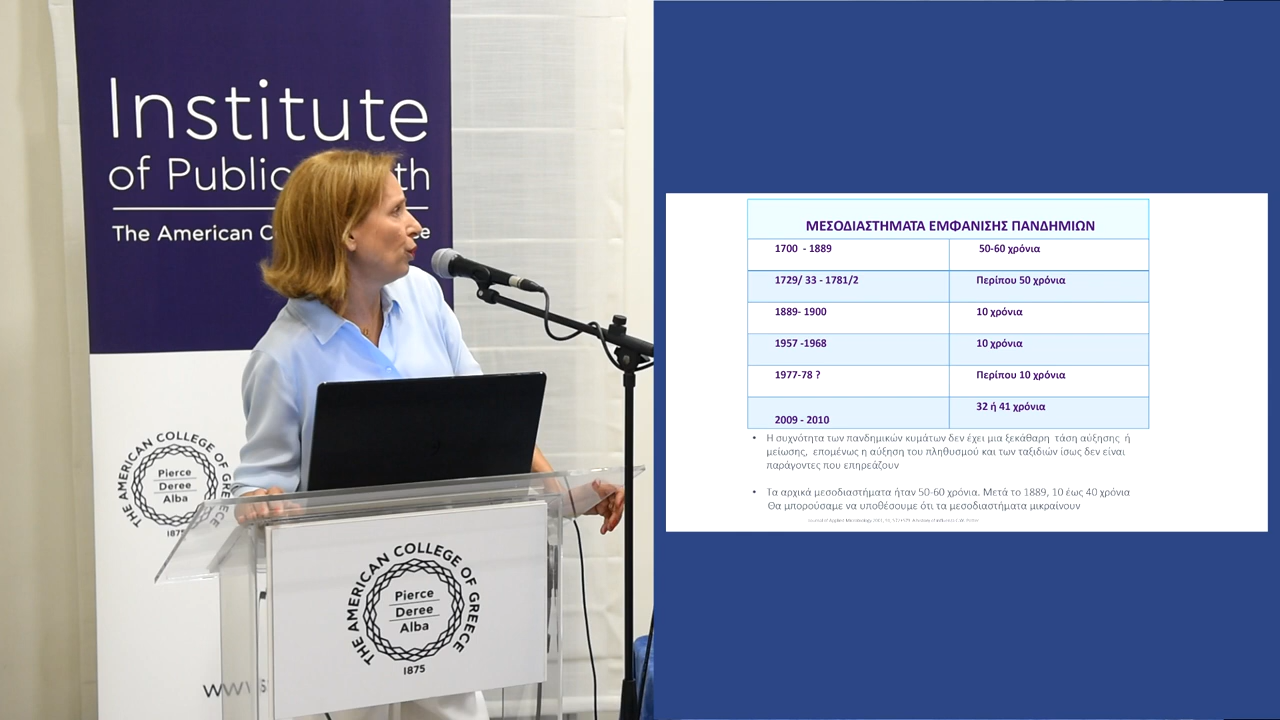 Institute
of Public
th
The American C
e
THE AMERICAN COLLEGE OF GREECE
Pierce
Deree
Alba
THE AMERICAN COLLEGE OF GREECE
Pierce
Deree
Alba
1875
ΜΕΣΟΔΙΑΣΤΗΜΑΤΑ ΕΜΦΑΝΙΣΗΣ ΠΑΝΔΗΜΙΩΝ
1700 - 1889 50-60 χρόνια
1729/ 33 - 1781/2 Περίπου 50 χρόνια
1889- 1900 10 χρόνια
1957 -1968 10 χρόνια
1977-78 ? Περίπου 10 χρόνια
2009 - 2010 32 ή 41 χρόνια
• Η συχνότητα των πανδημικών κυμάτων δεν έχει μια ξεκάθαρη τάση αύξησης ή
μείωσης, επομένως η αύξηση του πληθυσμού και των ταξιδιών ίσως δεν είναι
παράγοντες που επηρεάζουν
• Τα αρχικά μεσοδιαστήματα ήταν 50-60 χρόνια. Μετά το 1889, 10 έως 40 χρόνια
Θα μπορούσαμε να υποθέσουμε ότι τα μεσοδιαστήματα μικραίνουν